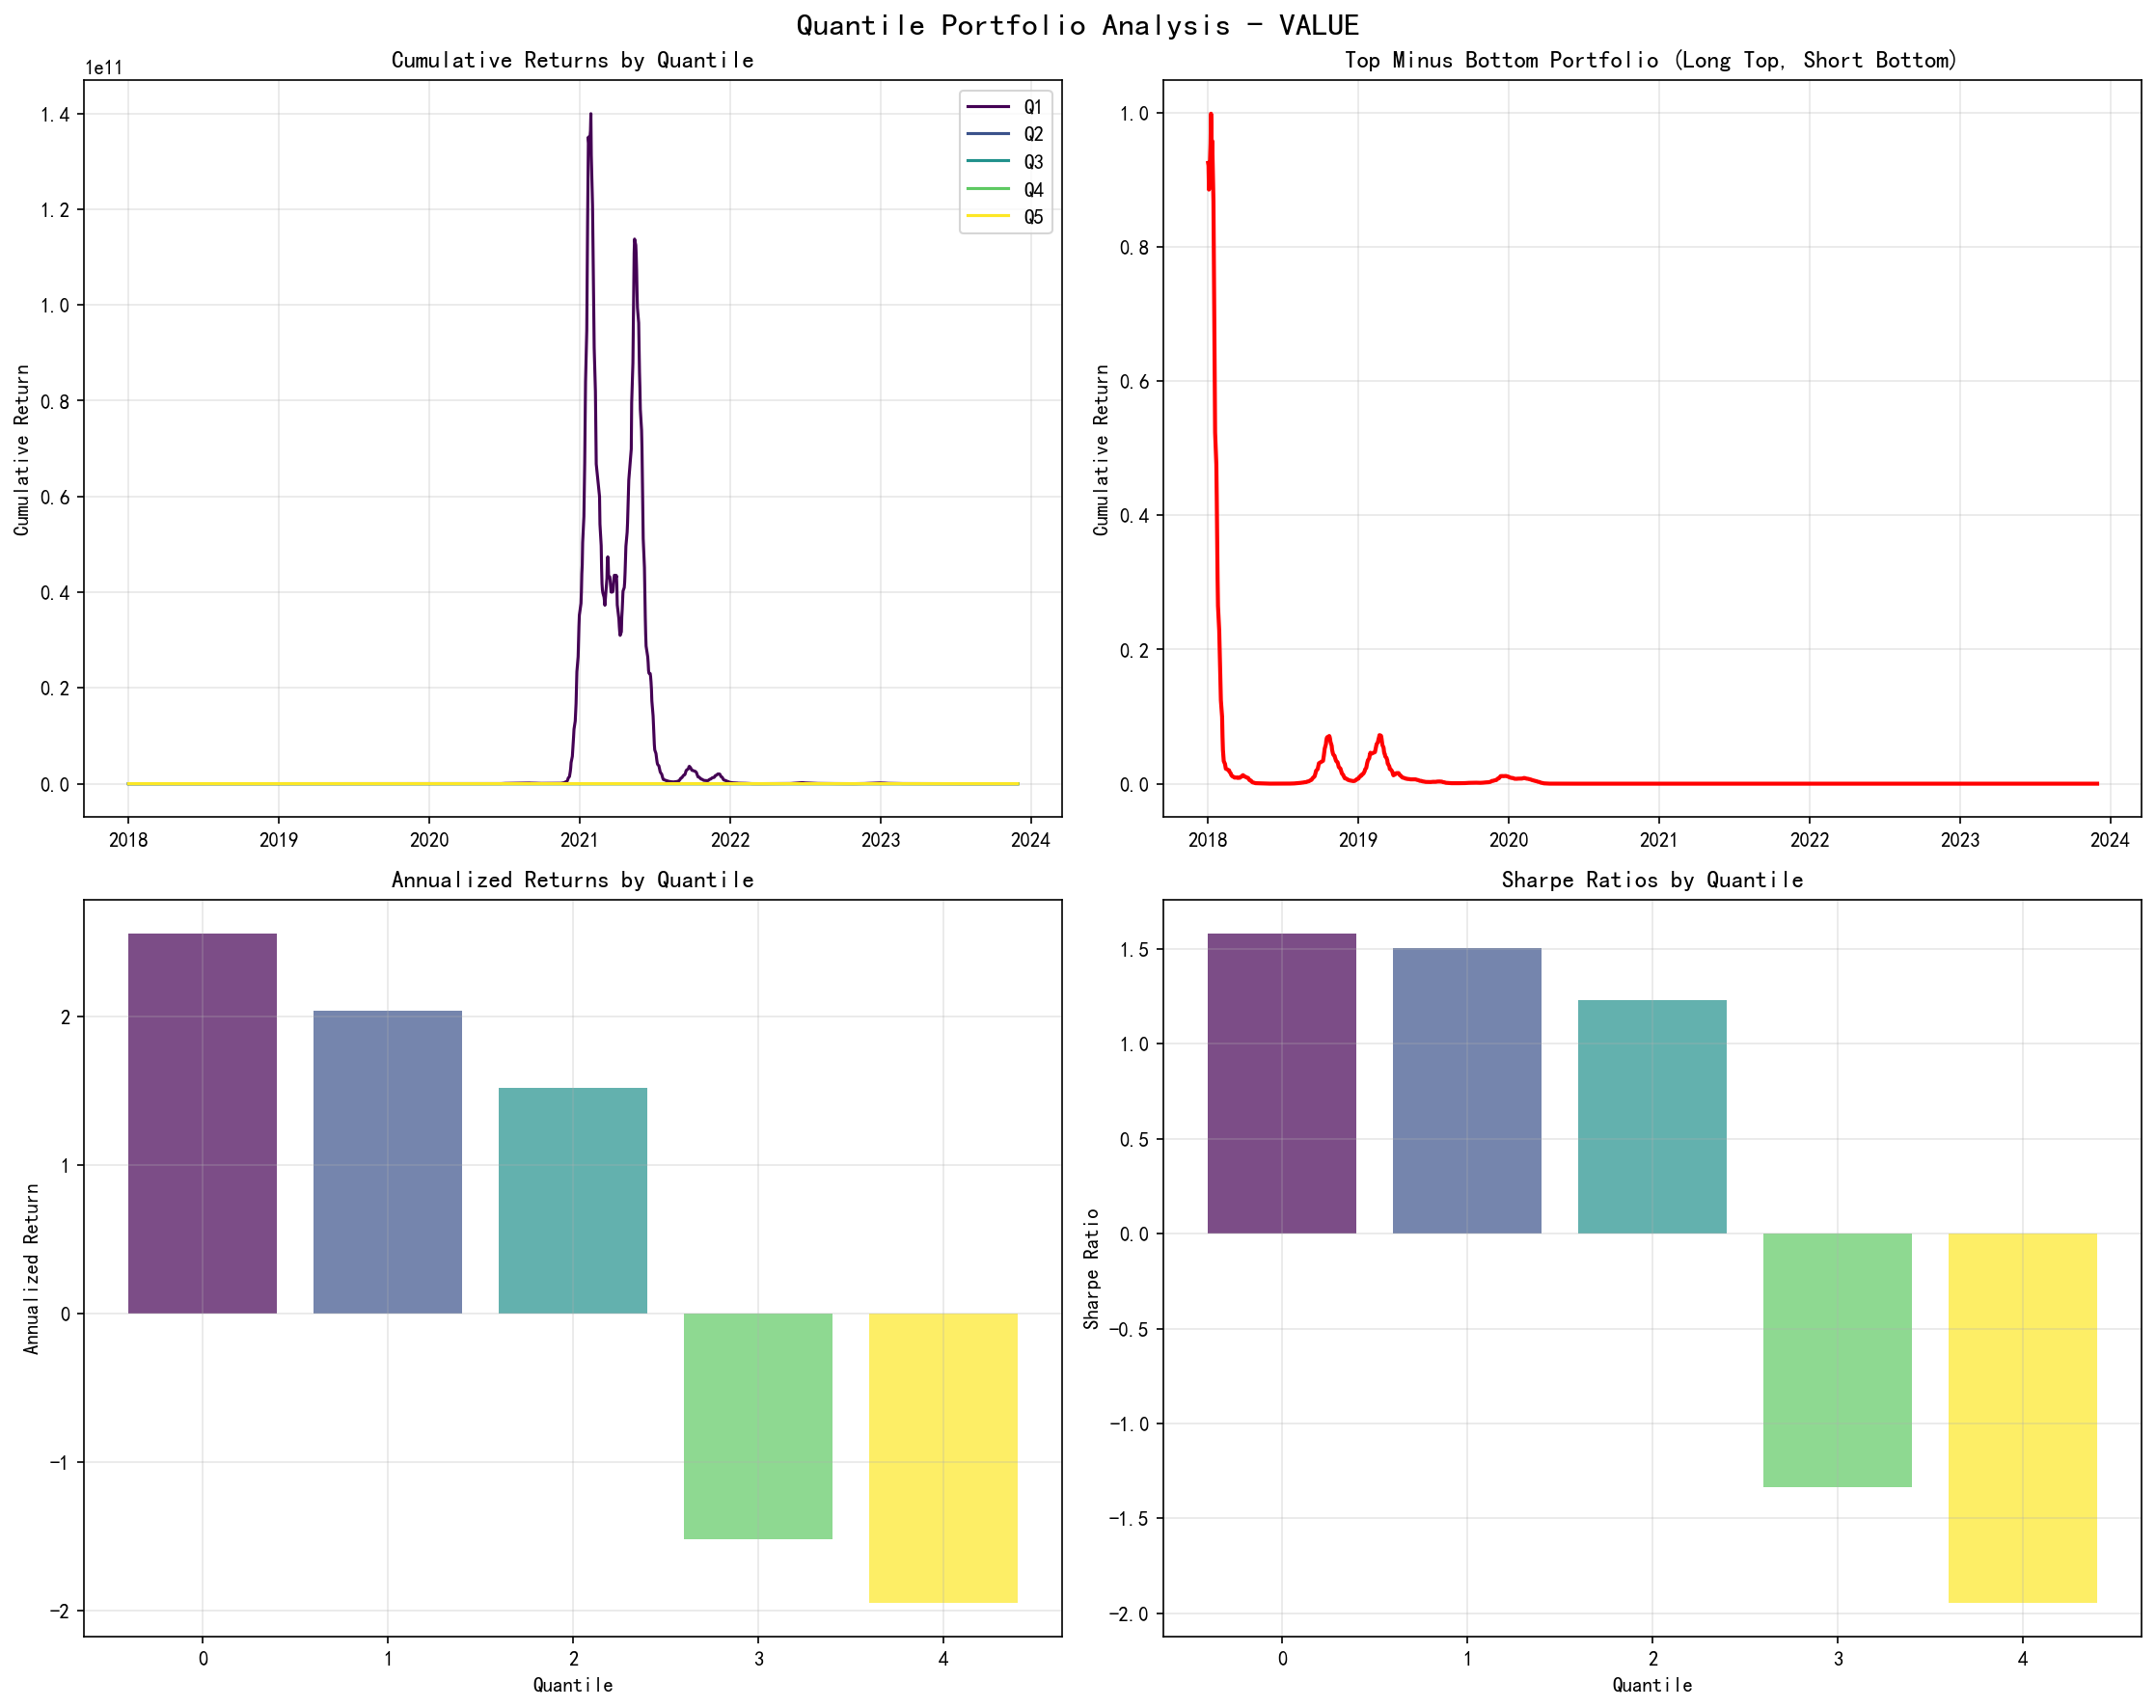 Quantile Portfolio Analysis - VALUE
Cumulative Returns by Quantile
1e11
Cumulative Return
1.4
1.2
1.0
0.8
0.6
0.4
0.2
0.0
2018 2019 2020 2021 2022 2023 2024
Q1
Q2
Q3
Q4
Q5
Top Minus Bottom Portfolio (Long Top, Short Bottom)
Cumulative Return
1.0
0.8
0.6
0.4
0.2
0.0
2018 2019 2020 2021 2022 2023 2024
Annualized Returns by Quantile
Annualized Return
2
1
0
-1
-2
0 1 2 3 4
Quantile
Sharpe Ratios by Quantile
Sharpe Ratio
1.5
1.0
0.5
0.0
-0.5
-1.0
-1.5
-2.0
0 1 2 3 4
Quantile